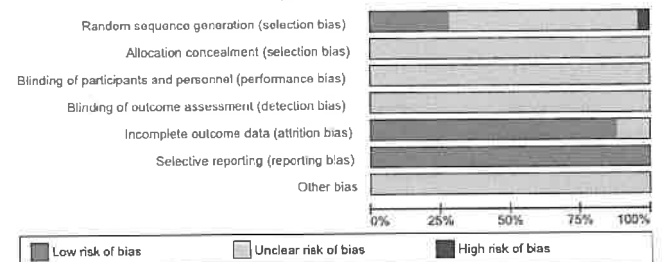 Random sequence generation (selection bias)
Allocation concealment (selection bias)
Blinding of participants and personnel (performance bias)
Blinding of outcome assessment (detection bias)
Incomplete outcome data (attrition bias)
Selective reporting (reporting bias)
Other bias
0% 25% 50% 75% 100%
Low risk of bias Unclear risk of bias High risk of bias